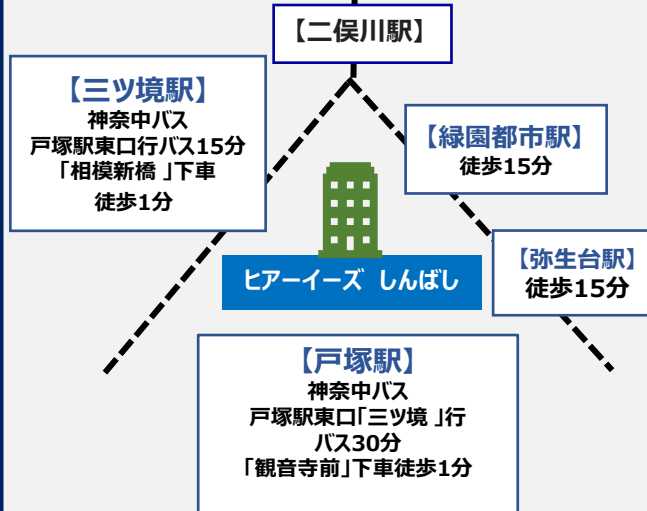 【二俣川駅】
【三ツ境駅】
神奈中バス
戸塚駅東口行バス15分
「相模新橋 」下車
徒歩1分
【緑園都市駅】
徒歩15分
ヒアーイーズ しんばし
【弥生台駅】
徒歩15分
【戸塚駅】
神奈中バス
戸塚駅東口「三ツ境 」行
バス30分
「観音寺前」下車徒歩1分